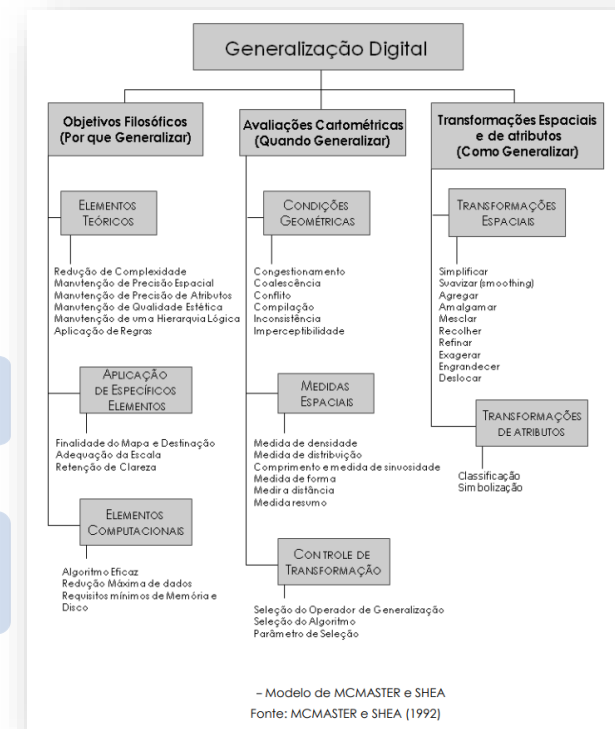 Generalização Digital
Objetivos Filosóficos
(Por que Generalizar)
ELEMENTOS
TEÓRICOS
Redução de Complexidade
Manutenção de Precisão Espacial
Manutenção de Precisão de Atributos
Manutenção de Qualidade Estética
Manutenção de uma Hierarquia Lógica
Aplicação de Regras
APLICAÇÃO
DE ESPECÍFICOS
ELEMENTOS
Finalidade do Mapa e Destinação
Adequação da Escala
Retenção de Clareza
ELEMENTOS
COMPUTACIONAIS
Algoritmo Eficaz
Redução Máxima de dados
Requisitos mínimos de Memória e
Disco
Avaliações Cartométricas
(Quando Generalizar)
CONDIÇÕES
GEOMÉTRICAS
Congestionamento
Coalescência
Conflito
Compilação
Inconsistência
Imperceptibilidade
MEDIDAS
ESPACIAIS
Medida de densidade
Medida de distribuição
Comprimento e medida de sinuosidade
Medida de forma
Medir a distância
Medida resumo
CONTROLE DE
TRANSFORMAÇÃO
Seleção do Operador de Generalização
Seleção do Algoritmo
Parâmetro de Seleção
Transformações Espaciais
e de atributos
(Como Generalizar)
TRANSFORMAÇÕES
ESPACIAIS
Simplificar
Suavizar (smoothing)
Agregar
Amalgamar
Mesclar
Recolher
Refinar
Exagerar
Engrandecer
Deslocar
TRANSFORMAÇÕES
DE ATRIBUTOS
Classificação
Simbolização
– Modelo de MCMASTER e SHEA
Fonte: MCMASTER e SHEA (1992)